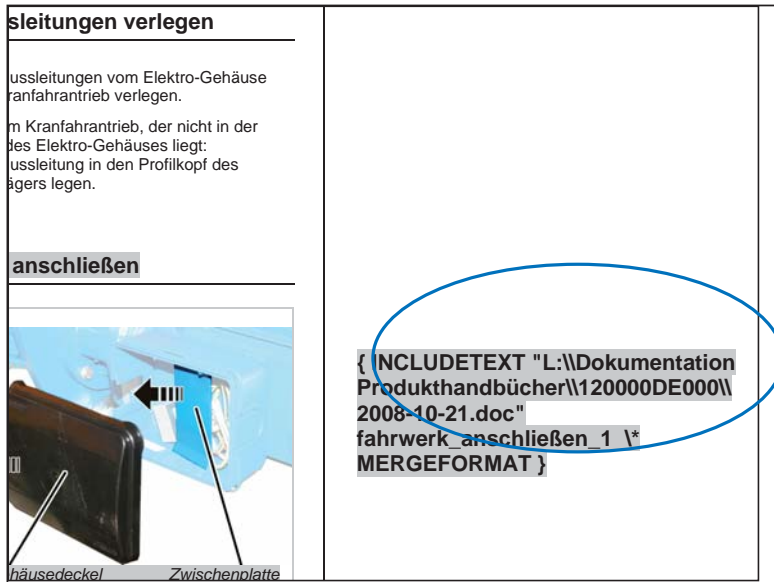 sleitungen verlegen
ussleitungen vom Elektro-Gehäuse
ranfahrantrieb verlegen.
m Kranfahrantrieb, der nicht in der
des Elektro-Gehäuses liegt:
ussleitung in den Profilkopf des
ägers legen.
anschließen
häusedeckel Zwischenplatte
{ INCLUDETEXT "L:\\Dokumentation
Produkthandbücher\\120000DE000\\
2008-10-21.doc"
fahrwerk_anschließen_1 \*
MERGEFORMAT }